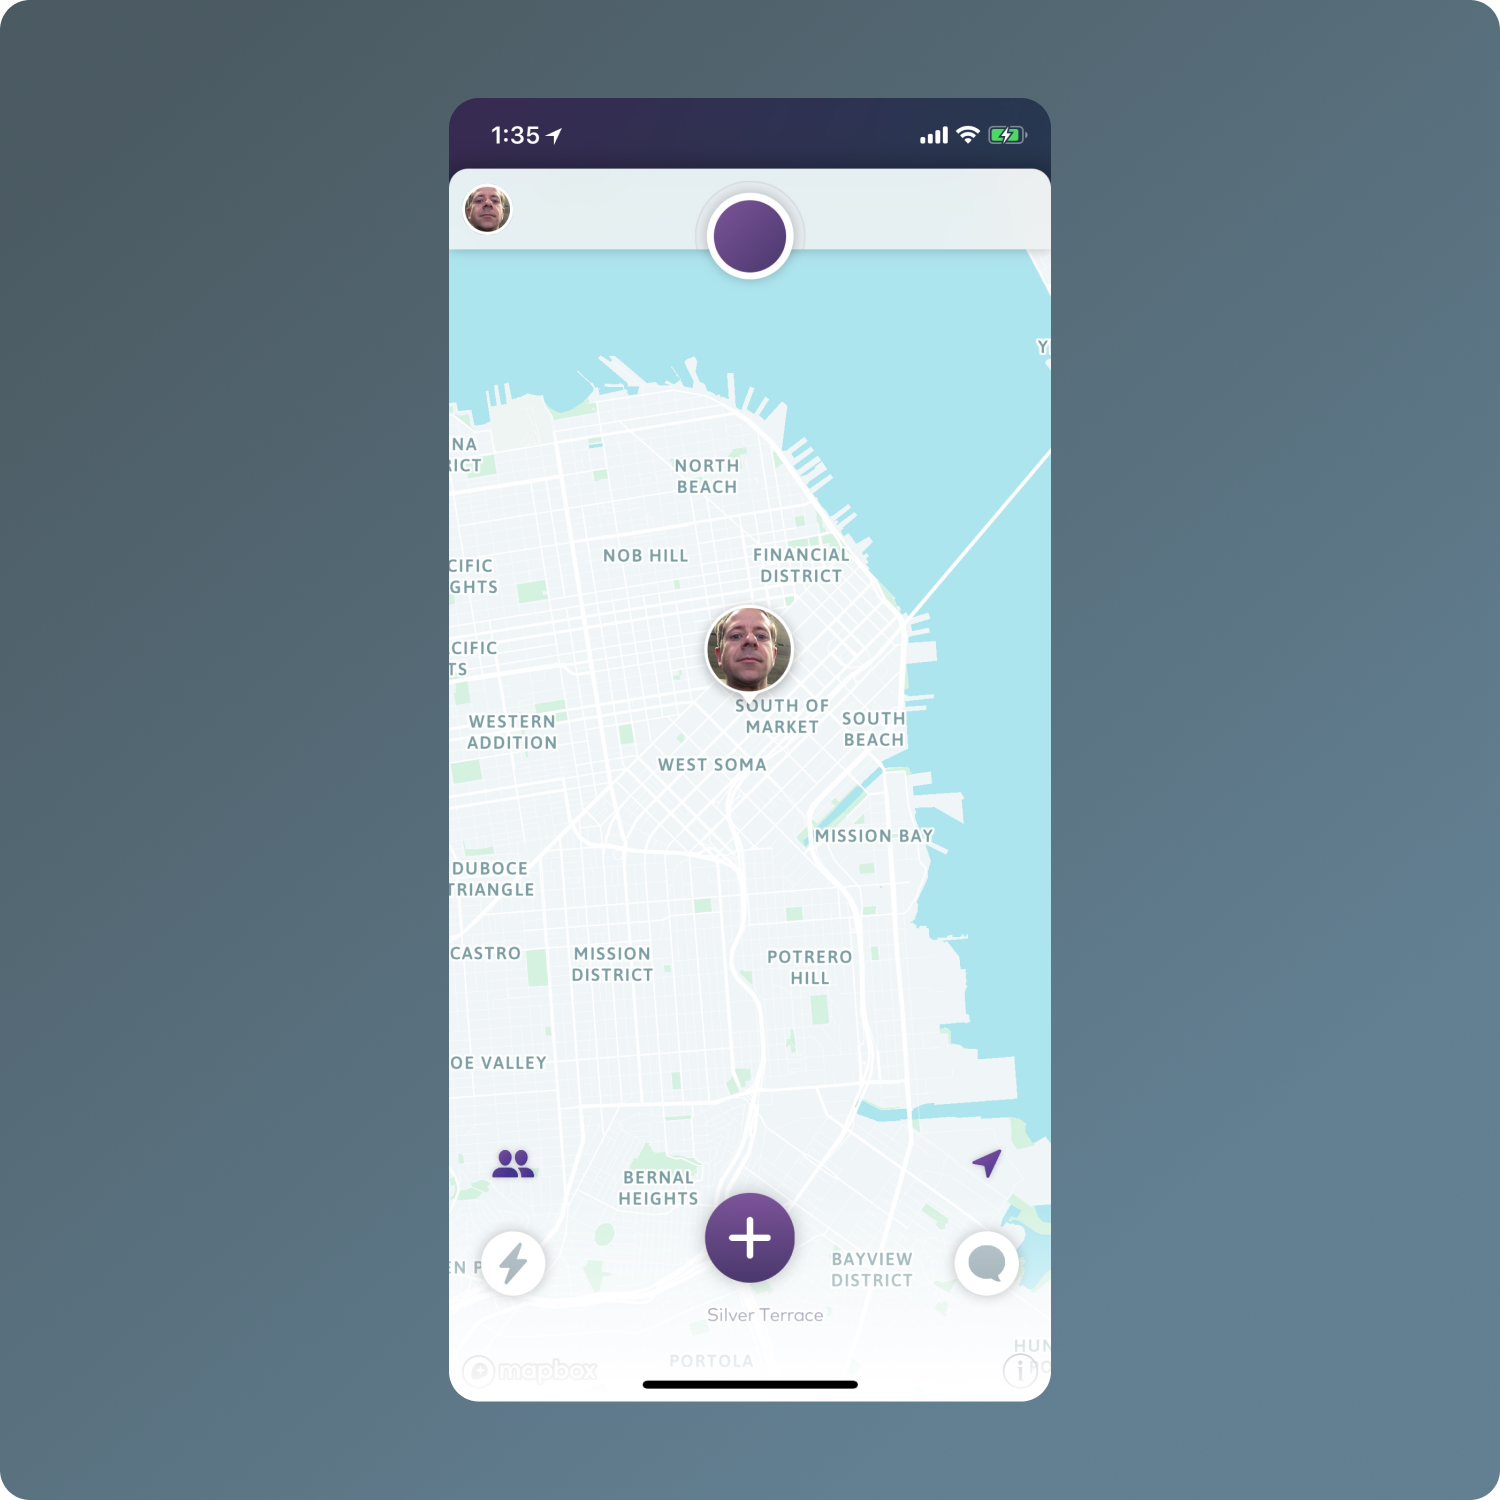 1:35
Y
NA
RICT
NORTH
BEACH
NOB HILL
FINANCIAL
DISTRICT
CIFIC
GHTS
CIFIC
TS
SOUTH OF
MARKET
SOUTH
BEACH
WESTERN
ADDITION
WEST SOMA
MISSION BAY
DUBOCE
TRIANGLE
CASTRO
MISSION
DISTRICT
POTRERO
HILL
OE VALLEY
BERNAL
HEIGHTS
EN P
BAYVIEW
DISTRICT
Silver Terrace
HUN
PO
PORTOLA
mapbox
i